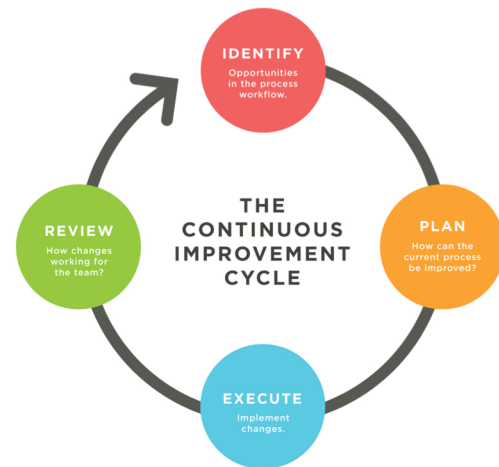 IDENTIFY
Opportunities
in the process
workflow.
THE
CONTINUOUS
IMPROVEMENT
CYCLE
PLAN
How can the
current process
be improved?
EXECUTE
Implement
changes.
REVIEW
How changes
working for
the team?